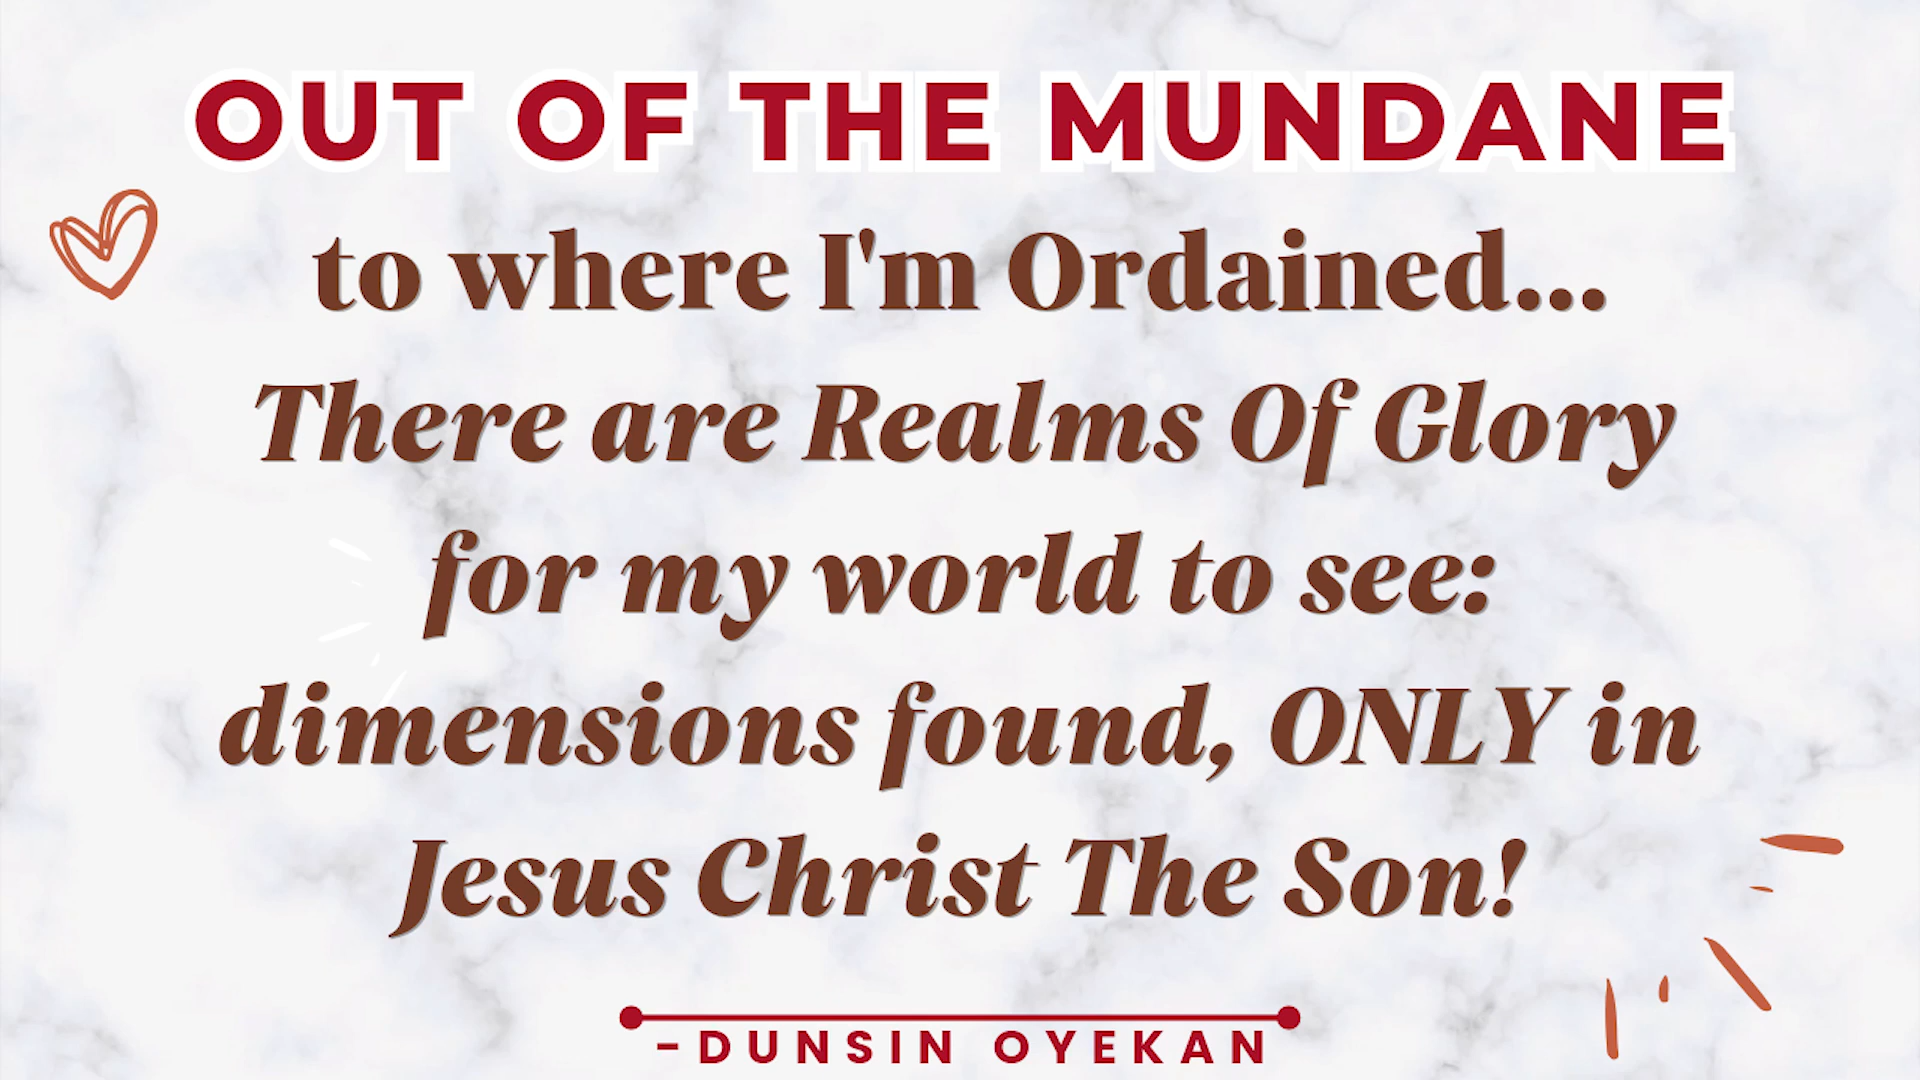 OUT OF THE MUNDANE
to where I'm Ordained...
There are Realms Of Glory
for my world to see:
dimensions found, ONLY in
Jesus Christ The Son!
-DUNSIN OYEKAN